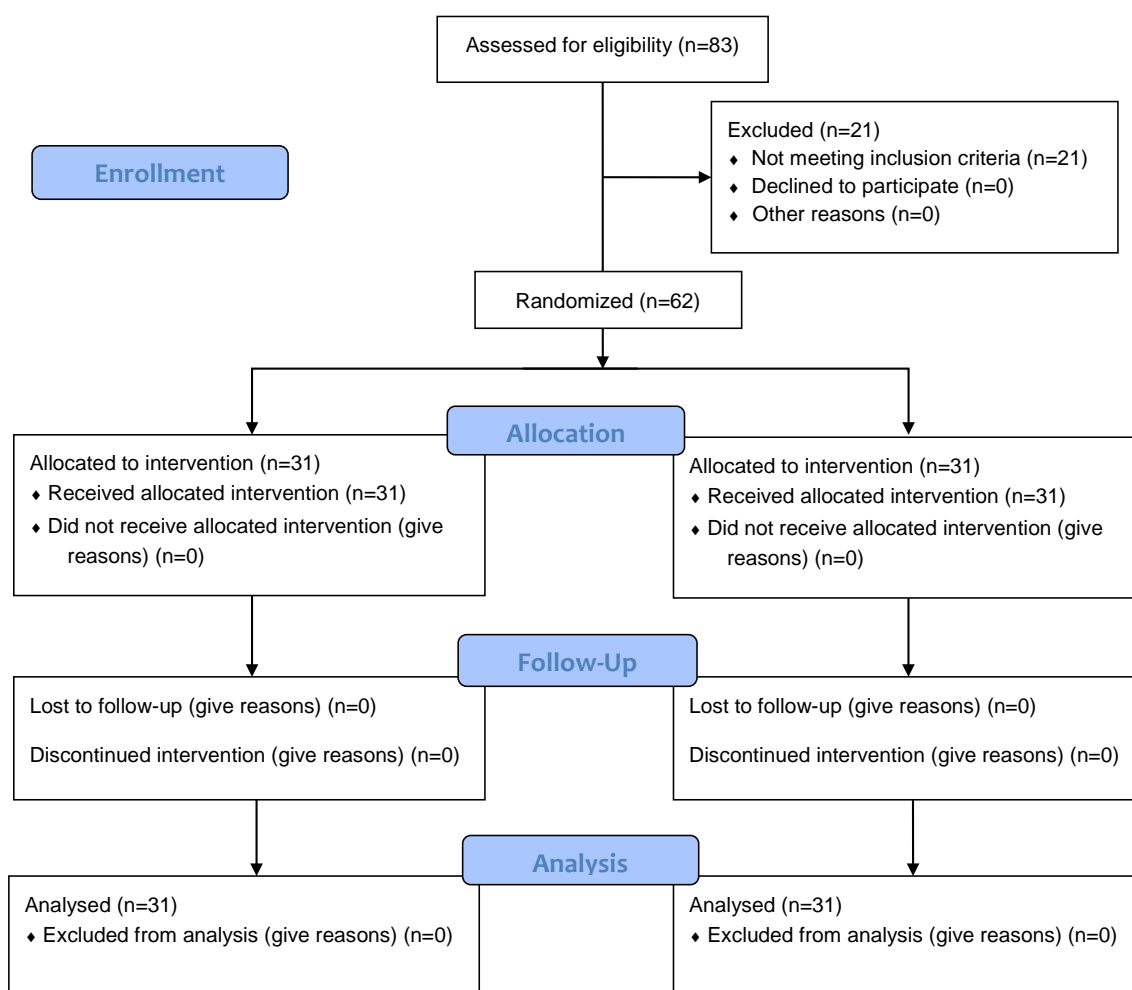 Assessed for eligibility (n=83)
Excluded (n=21)
♦ Not meeting inclusion criteria (n=21)
♦ Declined to participate (n=0)
♦ Other reasons (n=0)
Enrollment
Randomized (n=62)
Allocation
Allocated to intervention (n=31)
♦ Received allocated intervention (n=31)
♦ Did not receive allocated intervention (give
reasons) (n=0)
Allocated to intervention (n=31)
♦ Received allocated intervention (n=31)
♦ Did not receive allocated intervention (give
reasons) (n=0)
Follow-Up
Lost to follow-up (give reasons) (n=0)
Discontinued intervention (give reasons) (n=0)
Lost to follow-up (give reasons) (n=0)
Discontinued intervention (give reasons) (n=0)
Analysis
Analysed (n=31)
♦ Excluded from analysis (give reasons) (n=0)
Analysed (n=31)
♦ Excluded from analysis (give reasons) (n=0)